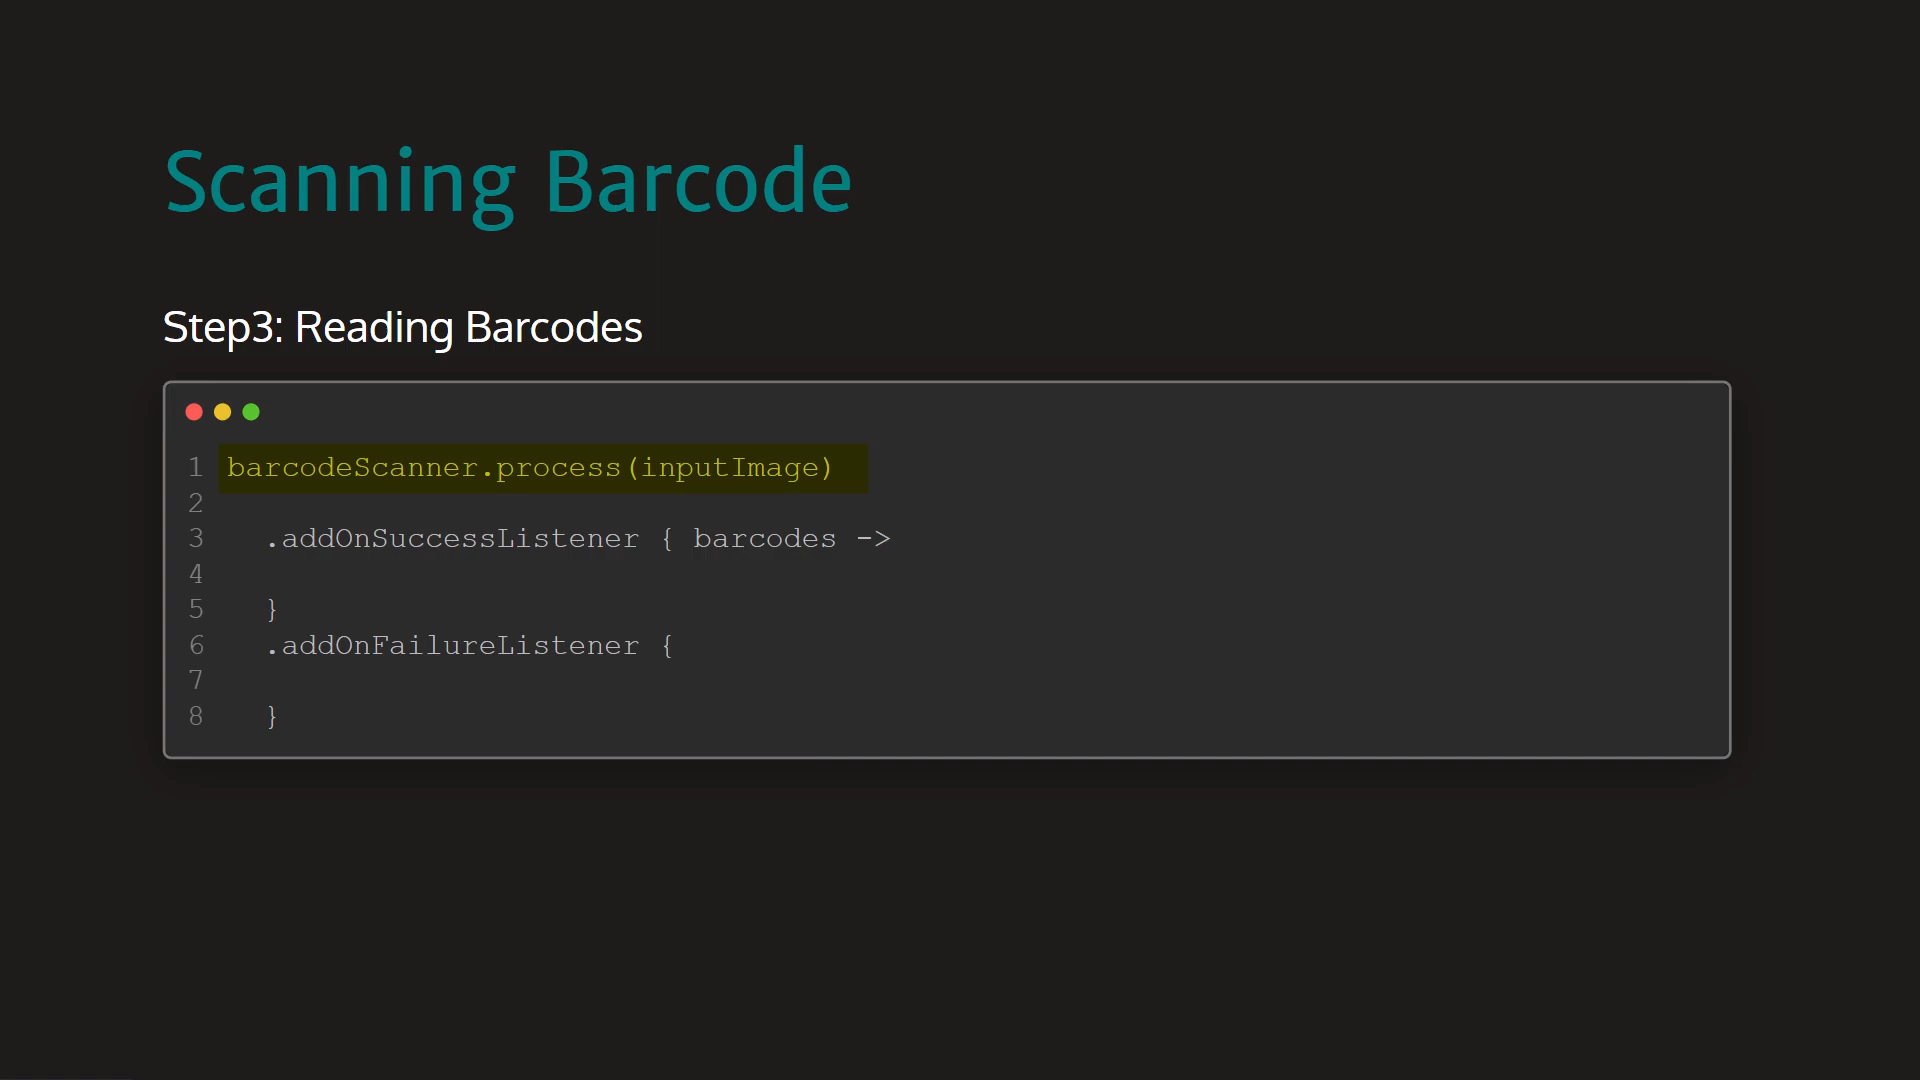 Scanning Barcode
Step3: Reading Barcodes
1 barcodeScanner.process(inputImage)
2
3 .addOnSuccessListener { barcodes ->
4
5 }
6 .addOnFailureListener {
7
8 }